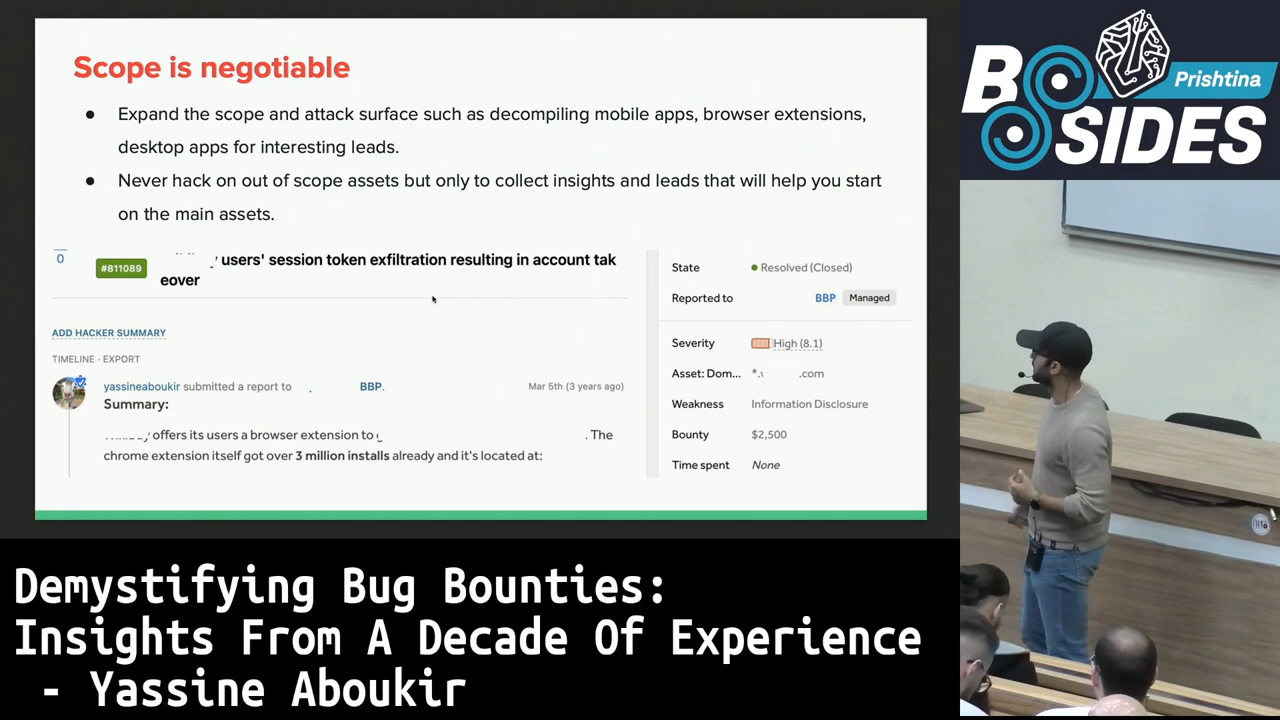 Scope is negotiable
● Expand the scope and attack surface such as decompiling mobile apps, browser extensions,
desktop apps for interesting leads.
● Never hack on out of scope assets but only to collect insights and leads that will help you start
on the main assets.
0
#811089
users' session token exfiltration resulting in account tak
eover
ADD HACKER SUMMARY
TIMELINE · EXPORT
yassineaboukir submitted a report to BBP.
Mar 5th (3 years ago)
Summary:
offers its users a browser extension to . The
chrome extension itself got over 3 million installs already and it's located at:
State Resolved (Closed)
Reported to BBP Managed
Severity High (8.1)
Asset: Dom... *. .com
Weakness Information Disclosure
Bounty $2,500
Time spent None
BSIDES
Prishtina
Demystifying Bug Bounties:
Insights From A Decade Of Experience
- Yassine Aboukir